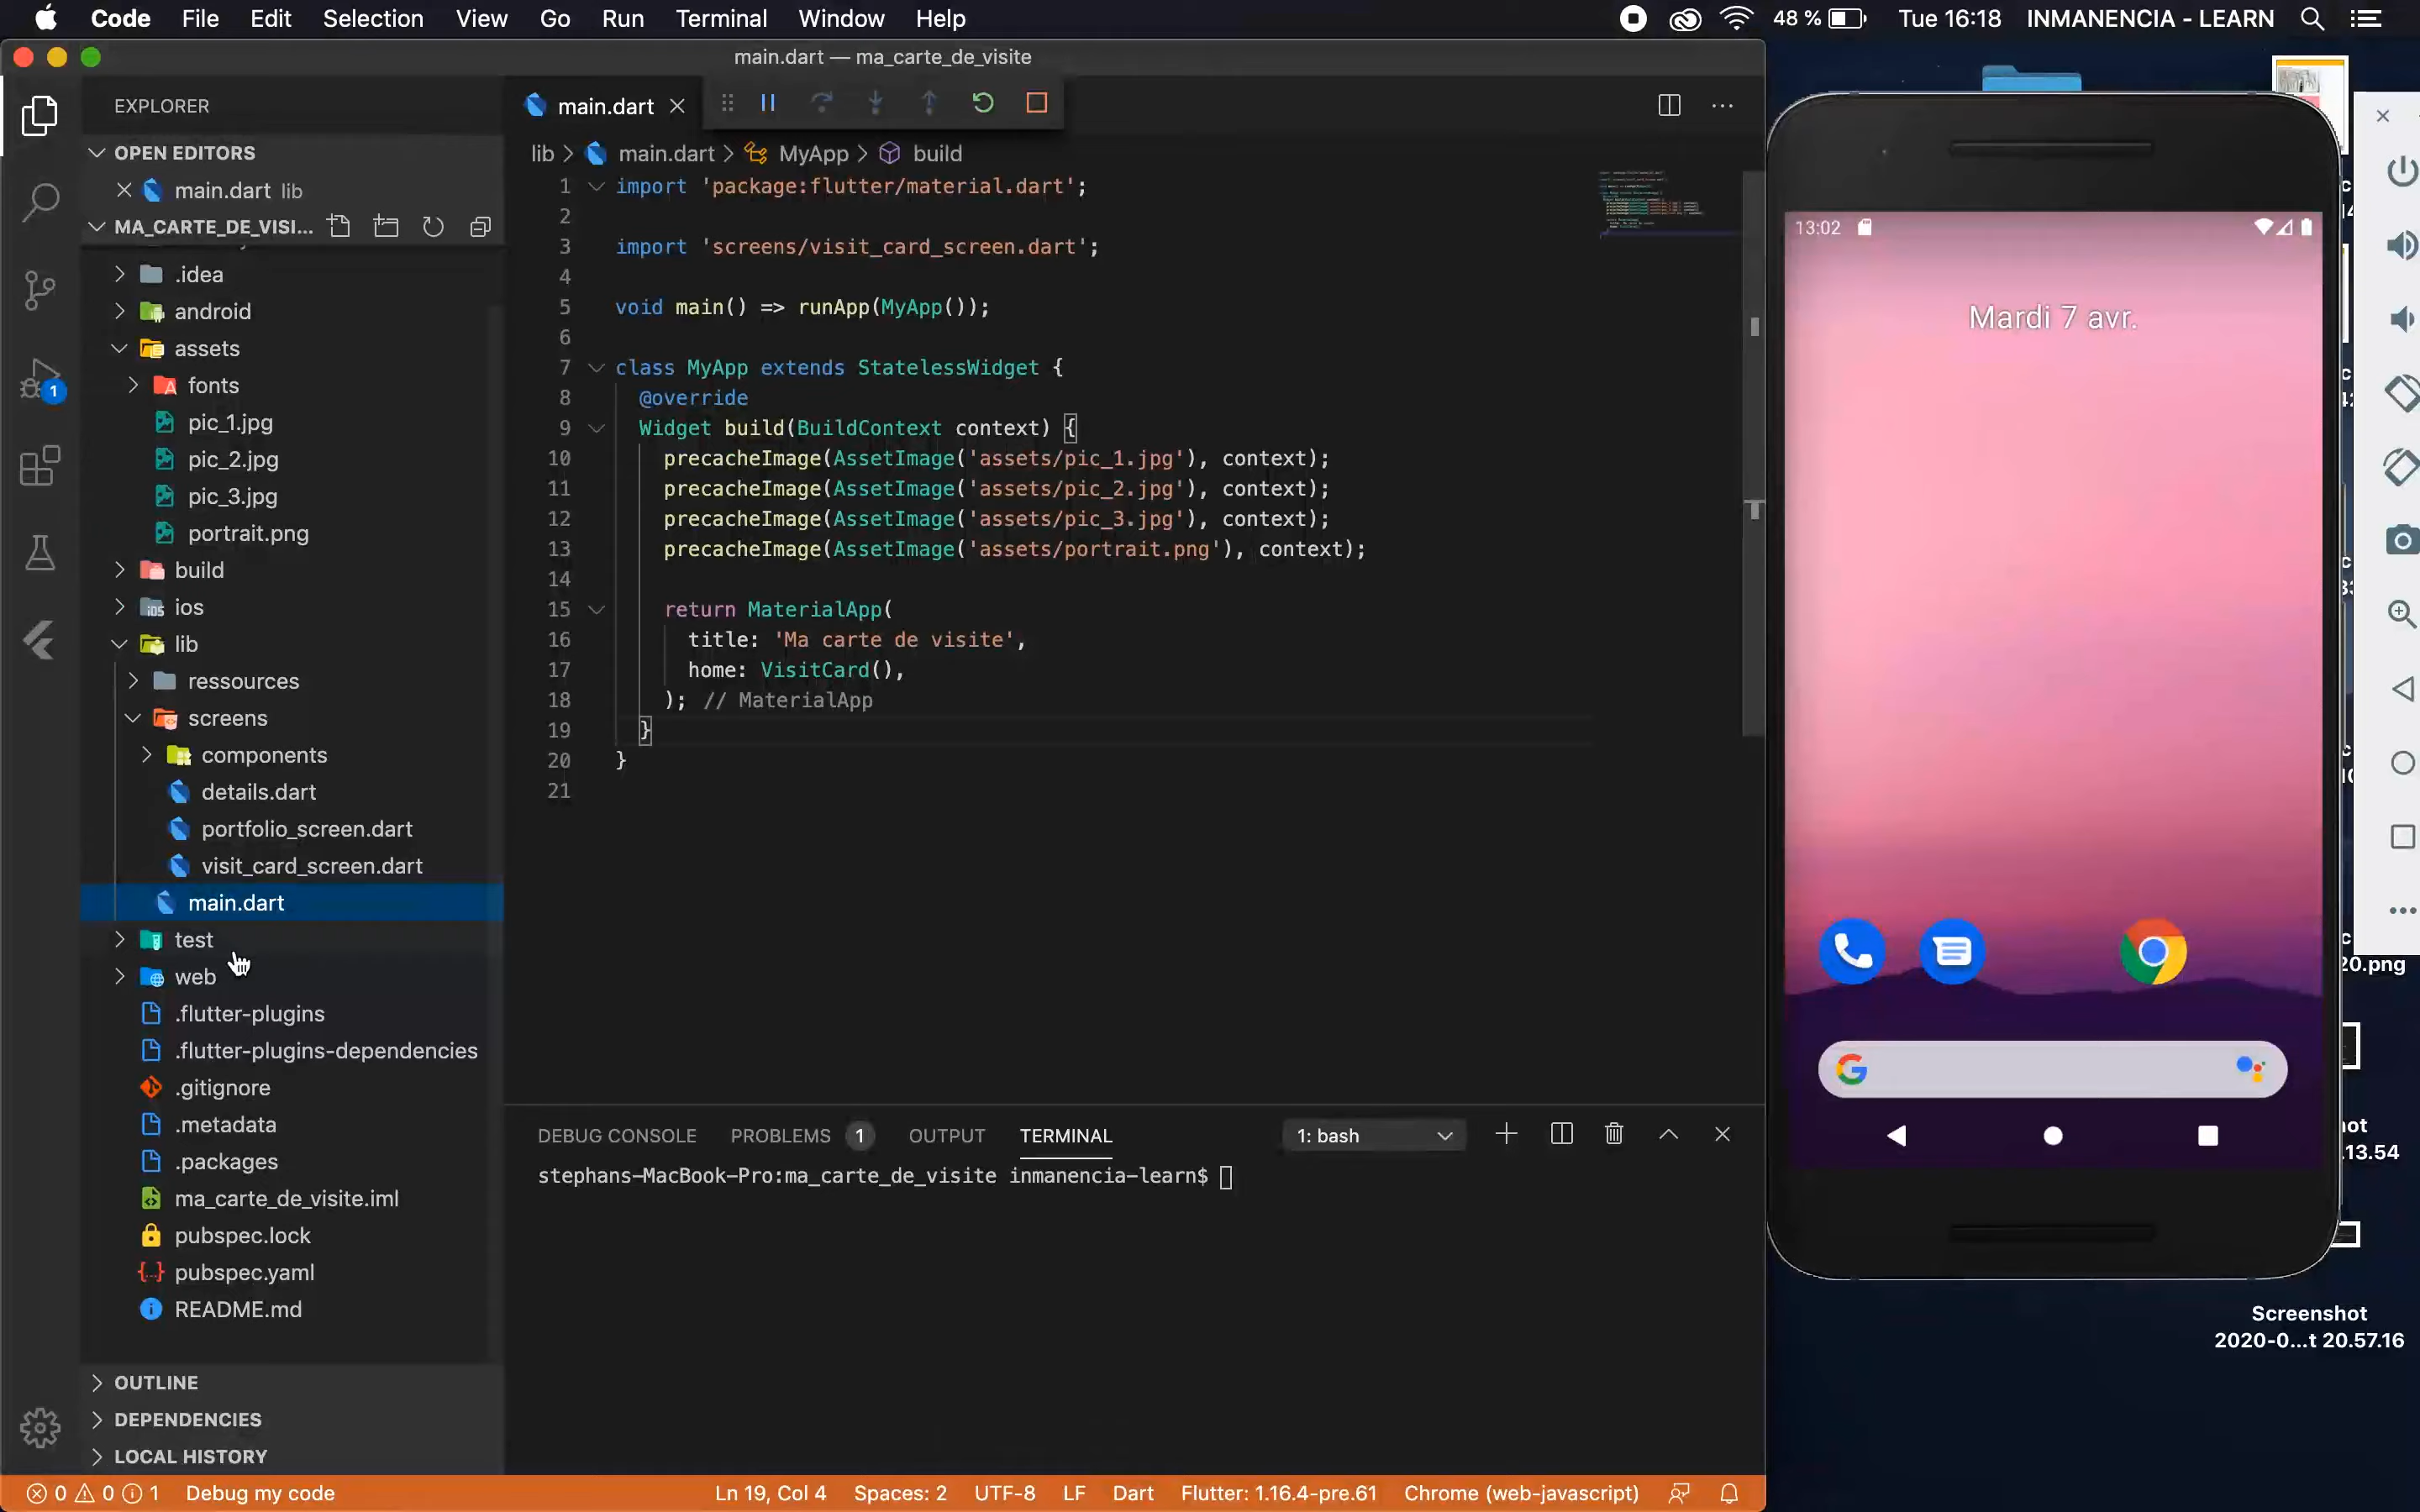 Code File Edit Selection View Go Run Terminal Window Help
48 % Tue 16:18 INMANENCIA - LEARN
main.dart — ma_carte_de_visite
EXPLORER
OPEN EDITORS
main.dart lib
MA_CARTE_DE_VISI...
.idea
android
assets
fonts
pic_1.jpg
pic_2.jpg
pic_3.jpg
portrait.png
build
ios
lib
ressources
screens
components
details.dart
portfolio_screen.dart
visit_card_screen.dart
main.dart
test
web
.flutter-plugins
.flutter-plugins-dependencies
.gitignore
.metadata
.packages
ma_carte_de_visite.iml
pubspec.lock
pubspec.yaml
README.md
OUTLINE
DEPENDENCIES
LOCAL HISTORY
main.dart
lib > main.dart > MyApp > build
1 import 'package:flutter/material.dart';
2
3 import 'screens/visit_card_screen.dart';
4
5 void main() => runApp(MyApp());
6
7 class MyApp extends StatelessWidget {
8 @override
9 Widget build(BuildContext context) {
10 precacheImage(AssetImage('assets/pic_1.jpg'), context);
11 precacheImage(AssetImage('assets/pic_2.jpg'), context);
12 precacheImage(AssetImage('assets/pic_3.jpg'), context);
13 precacheImage(AssetImage('assets/portrait.png'), context);
14
15 return MaterialApp(
16 title: 'Ma carte de visite',
17 home: VisitCard(),
18 ); // MaterialApp
19 }
20 }
21
DEBUG CONSOLE PROBLEMS 1 OUTPUT TERMINAL 1: bash
stephans-MacBook-Pro:ma_carte_de_visite inmanencia-learn$
0 0 1 Debug my code Ln 19, Col 4 Spaces: 2 UTF-8 LF Dart Flutter: 1.16.4-pre.61 Chrome (web-javascript)
1
13:02
Mardi 7 avr.
20.png
13.54
Screenshot
2020-0...t 20.57.16